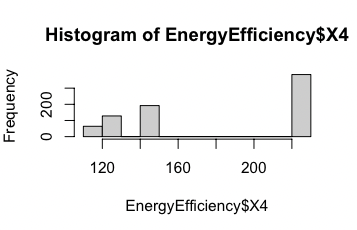 Histogram of EnergyEfficiency$X4
Frequency
200
0
120 160 200
EnergyEfficiency$X4